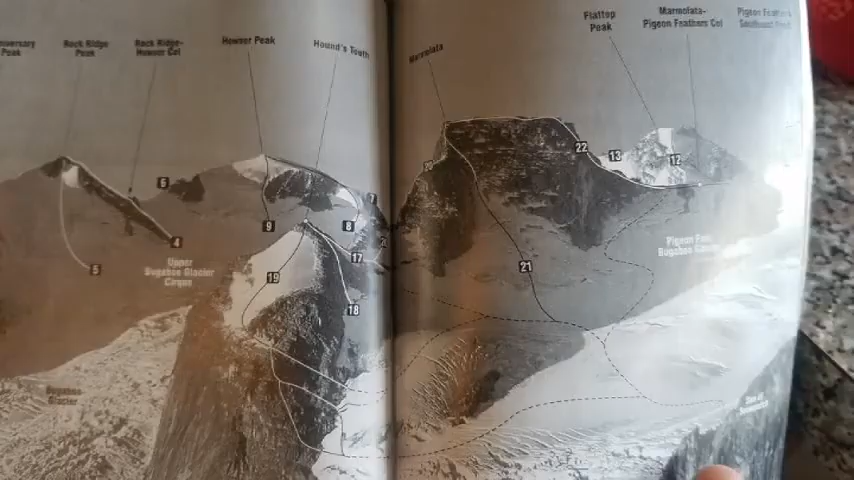 Peak
Rock Ridge
Peak
Rock Ridge-
Howser Col
Howser Peak
Hound's Tooth
Marmolata
Flattop
Peak
Marmolata-
Pigeon Feathers Col
Pigeon Feathers
6
5
4
Upper
Bugaboo Glacier
Cirque
9
8
7
17
18
19
20
21
22
13
12
Bugaboo
Glacier